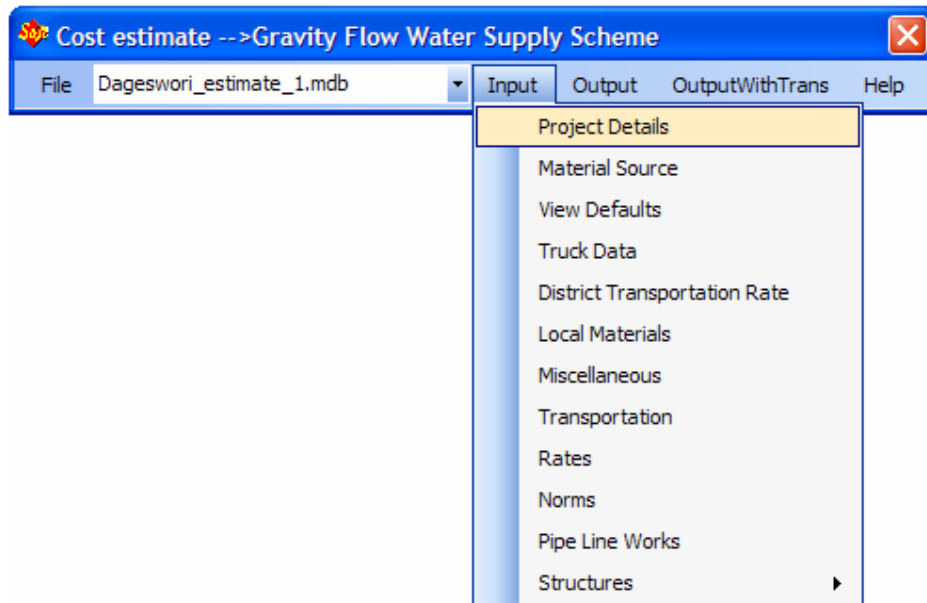 Cost estimate -->Gravity Flow Water Supply Scheme
File Dageswori_estimate_1.mdb Input Output OutputWithTrans Help
Project Details
Material Source
View Defaults
Truck Data
District Transportation Rate
Local Materials
Miscellaneous
Transportation
Rates
Norms
Pipe Line Works
Structures